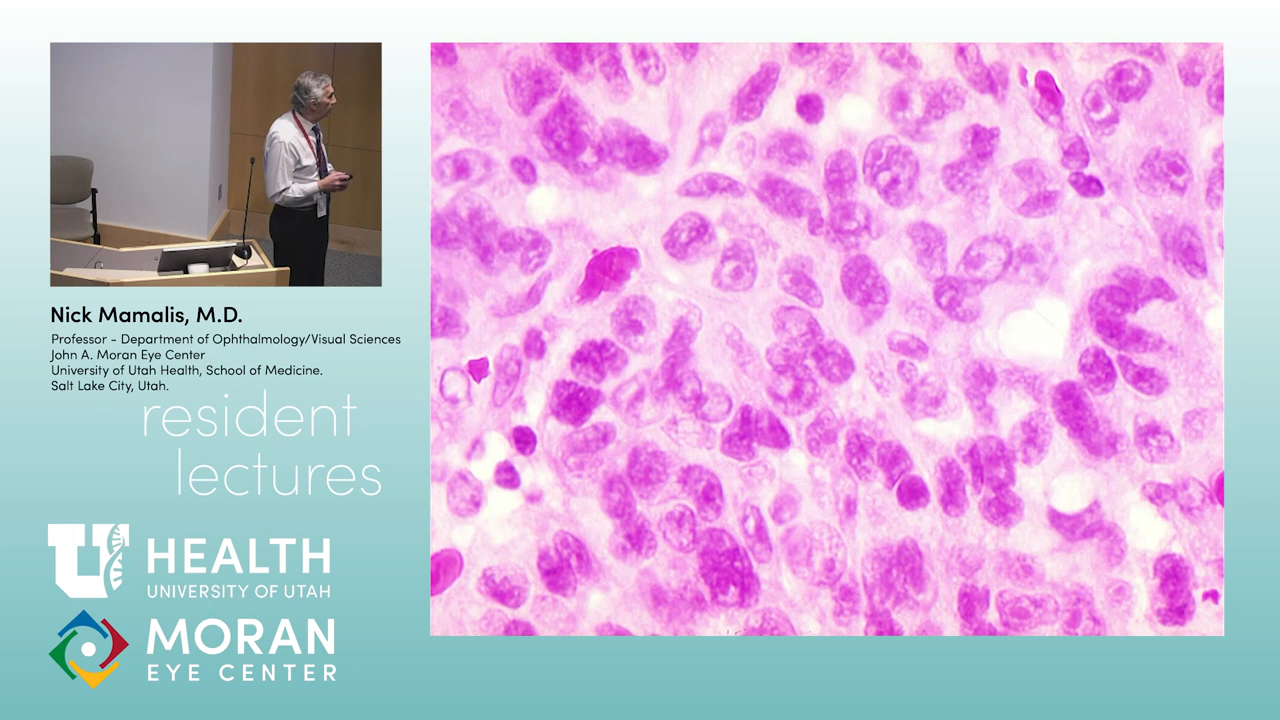 Nick Mamalis, M.D.
Professor - Department of Ophthalmology/Visual Sciences
John A. Moran Eye Center
University of Utah Health, School of Medicine.
Salt Lake City, Utah.
resident
lectures
U HEALTH
UNIVERSITY OF UTAH
MORAN
EYE CENTER